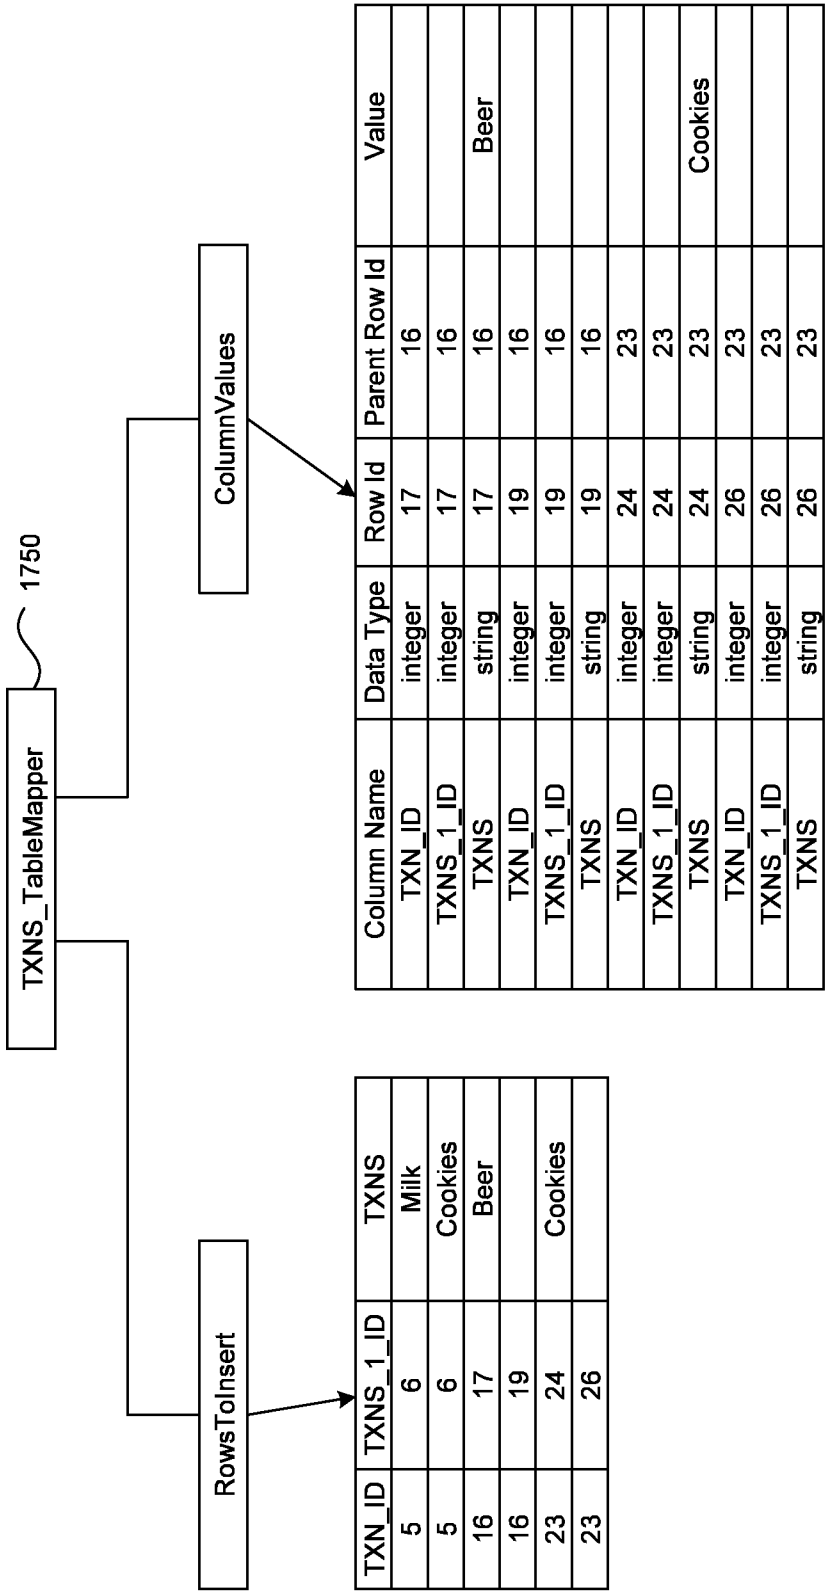 TXNS_TableMapper
1750
RowsToInsert
ColumnValues
TXN_ID TXNS_1_ID TXNS
5 6 Milk
5 6 Cookies
16 17 Beer
16 19
23 24 Cookies
23 26
Column Name Data Type Row Id Parent Row Id Value
TXN_ID integer 17 16
TXNS_1_ID integer 17 16
TXNS string 17 16 Beer
TXN_ID integer 19 16
TXNS_1_ID integer 19 16
TXNS string 19 16
TXN_ID integer 24 23
TXNS_1_ID integer 24 23
TXNS string 24 23 Cookies
TXN_ID integer 26 23
TXNS_1_ID integer 26 23
TXNS string 26 23